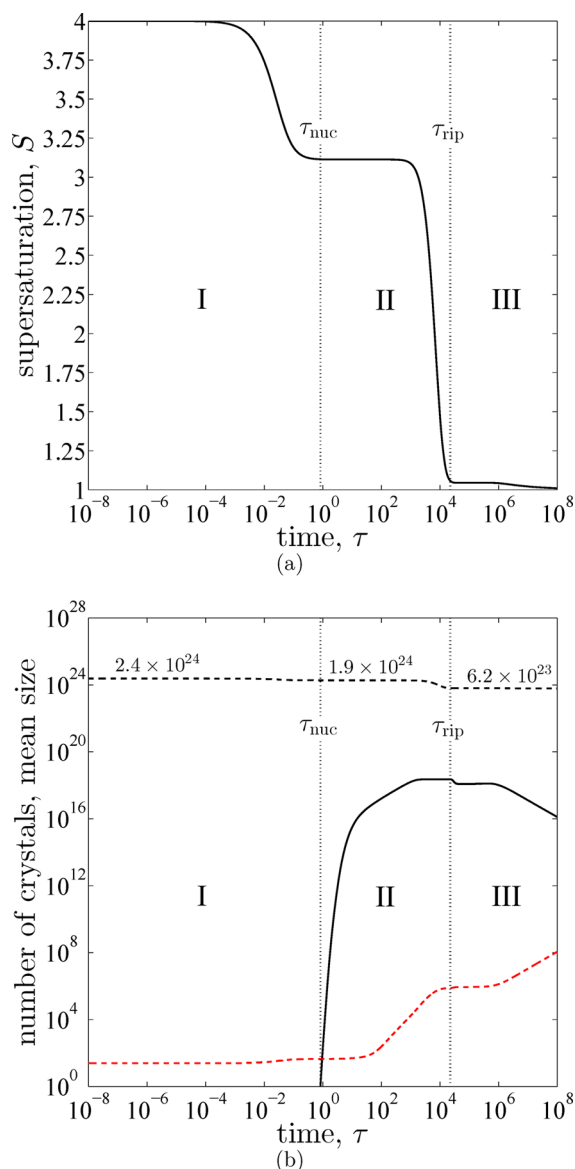 4
3.75
3.5
3.25
3
2.75
2.5
2.25
2
1.75
1.5
1.25
1
supersaturation, S
τnuc
τrip
I
II
III
10⁻⁸ 10⁻⁶ 10⁻⁴ 10⁻² 10⁰ 10² 10⁴ 10⁶ 10⁸
time, τ
(a)
10²⁸
10²⁴
10²⁰
10¹⁶
10¹²
10⁸
10⁴
10⁰
number of crystals, mean size
2.4 × 10²⁴
1.9 × 10²⁴
6.2 × 10²³
τnuc
τrip
I
II
III
10⁻⁸ 10⁻⁶ 10⁻⁴ 10⁻² 10⁰ 10² 10⁴ 10⁶ 10⁸
time, τ
(b)